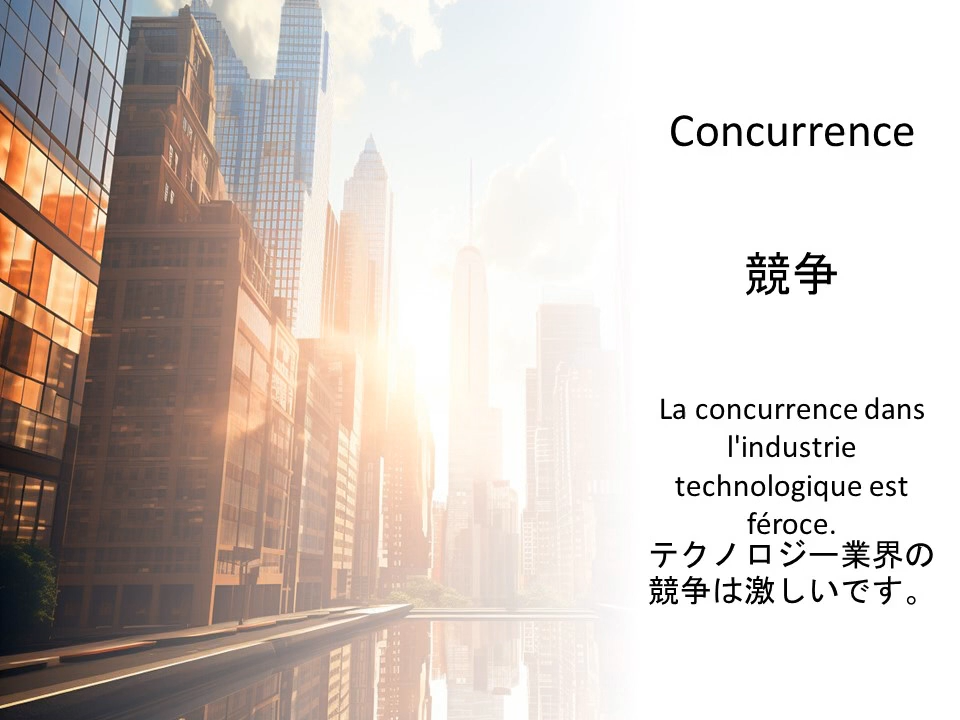 Concurrence
競争
La concurrence dans
l'industrie
technologique est
féroce.
テクノロジー業界の
競争は激しいです。